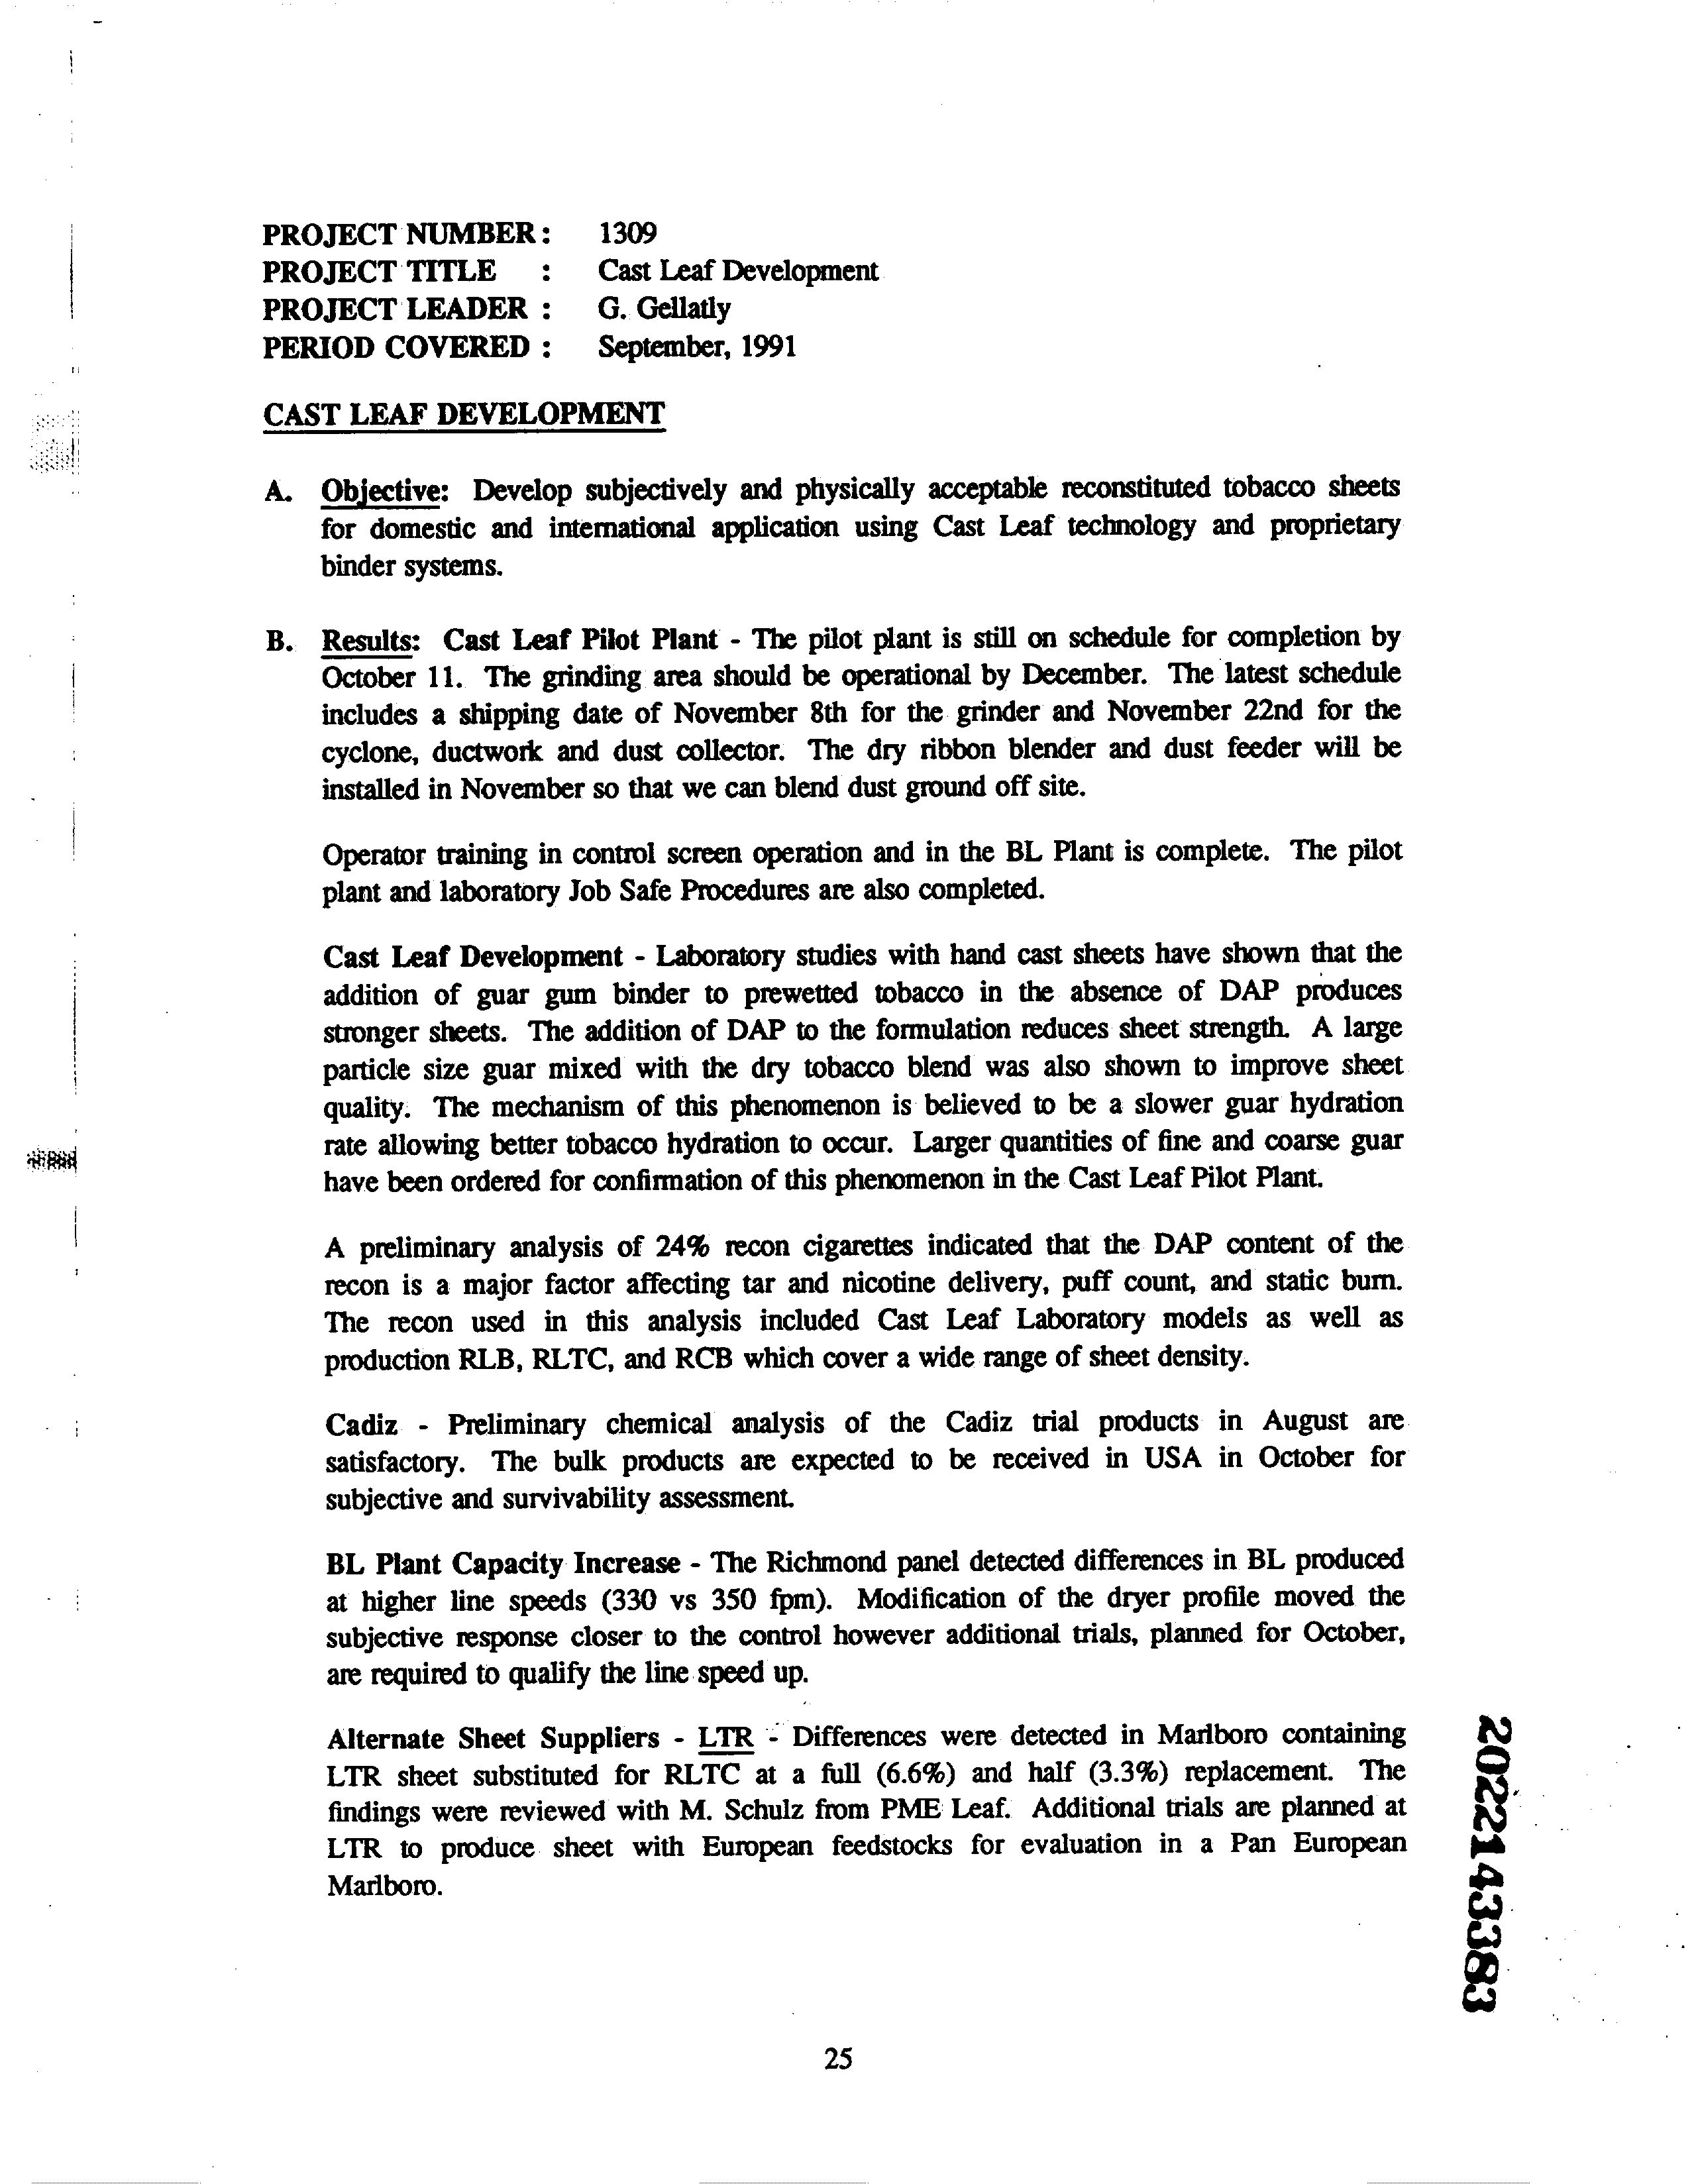 PROJECT NUMBER : 1309
PROJECT TITLE : Cast Leaf Development
PROJECT LEADER : G. Gellatly
PERIOD COVERED : September, 1991
CAST LEAF DEVELOPMENT
A. Objective: Develop subjectively and physically acceptable reconstituted tobacco sheets
for domestic and international application using Cast Leaf technology and proprietary
binder systems.
B. Results: Cast Leaf Pilot Plant - The pilot plant is still on schedule for completion by
October 11. The grinding area should be operational by December. The latest schedule
includes a shipping date of November 8th for the grinder and November 22nd for the
cyclone, ductwork and dust collector. The dry ribbon blender and dust feeder will be
installed in November so that we can blend dust ground off site.
Operator training in control screen operation and in the BL Plant is complete. The pilot
plant and laboratory Job Safe Procedures are also completed.
Cast Leaf Development - Laboratory studies with hand cast sheets have shown that the
addition of guar gum binder to prewetted tobacco in the absence of DAP produces
stronger sheets. The addition of DAP to the formulation reduces sheet strength. A large
particle size guar mixed with the dry tobacco blend was also shown to improve sheet
quality. The mechanism of this phenomenon is believed to be a slower guar hydration
rate allowing better tobacco hydration to occur. Larger quantities of fine and coarse guar
have been ordered for confirmation of this phenomenon in the Cast Leaf Pilot Plant.
A preliminary analysis of 24% recon cigarettes indicated that the DAP content of the
recon is a major factor affecting tar and nicotine delivery, puff count, and static burn.
The recon used in this analysis included Cast Leaf Laboratory models as well as
production RLB, RLTC, and RCB which cover a wide range of sheet density.
Cadiz - Preliminary chemical analysis of the Cadiz trial products in August are
satisfactory. The bulk products are expected to be received in USA in October for
subjective and survivability assessment.
BL Plant Capacity Increase - The Richmond panel detected differences in BL produced
at higher line speeds (330 vs 350 fpm). Modification of the dryer profile moved the
subjective response closer to the control however additional trials, planned for October,
are required to qualify the line speed up.
Alternate Sheet Suppliers - LTR - Differences were detected in Marlboro containing
LTR sheet substituted for RLTC at a full (6.6%) and half (3.3%) replacement. The
findings were reviewed with M. Schulz from PME Leaf. Additional trials are planned at
LTR to produce sheet with European feedstocks for evaluation in a Pan European
Marlboro.
2022143383
25